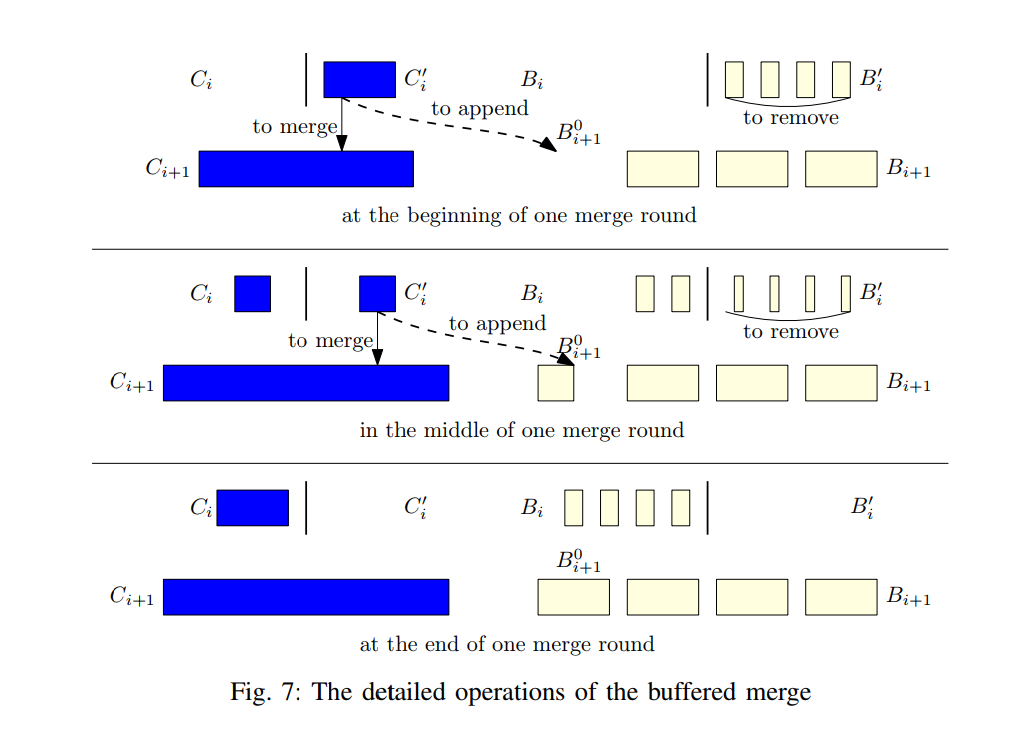 C_i C'_i B_i B'_i
to append
to merge B^0_{i+1} to remove
C_{i+1} B_{i+1}
at the beginning of one merge round
C_i C'_i B_i B'_i
to append
to merge B^0_{i+1} to remove
C_{i+1} B_{i+1}
in the middle of one merge round
C_i C'_i B_i B'_i
B^0_{i+1}
C_{i+1} B_{i+1}
at the end of one merge round
Fig. 7: The detailed operations of the buffered merge